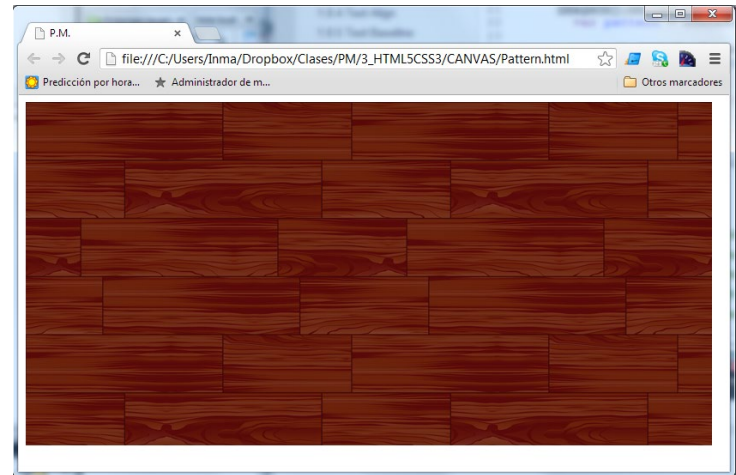 P.M.
file:///C:/Users/Inma/Dropbox/Clases/PM/3_HTML5CSS3/CANVAS/Pattern.html
Predicción por hora... Administrador de m... Otros marcadores